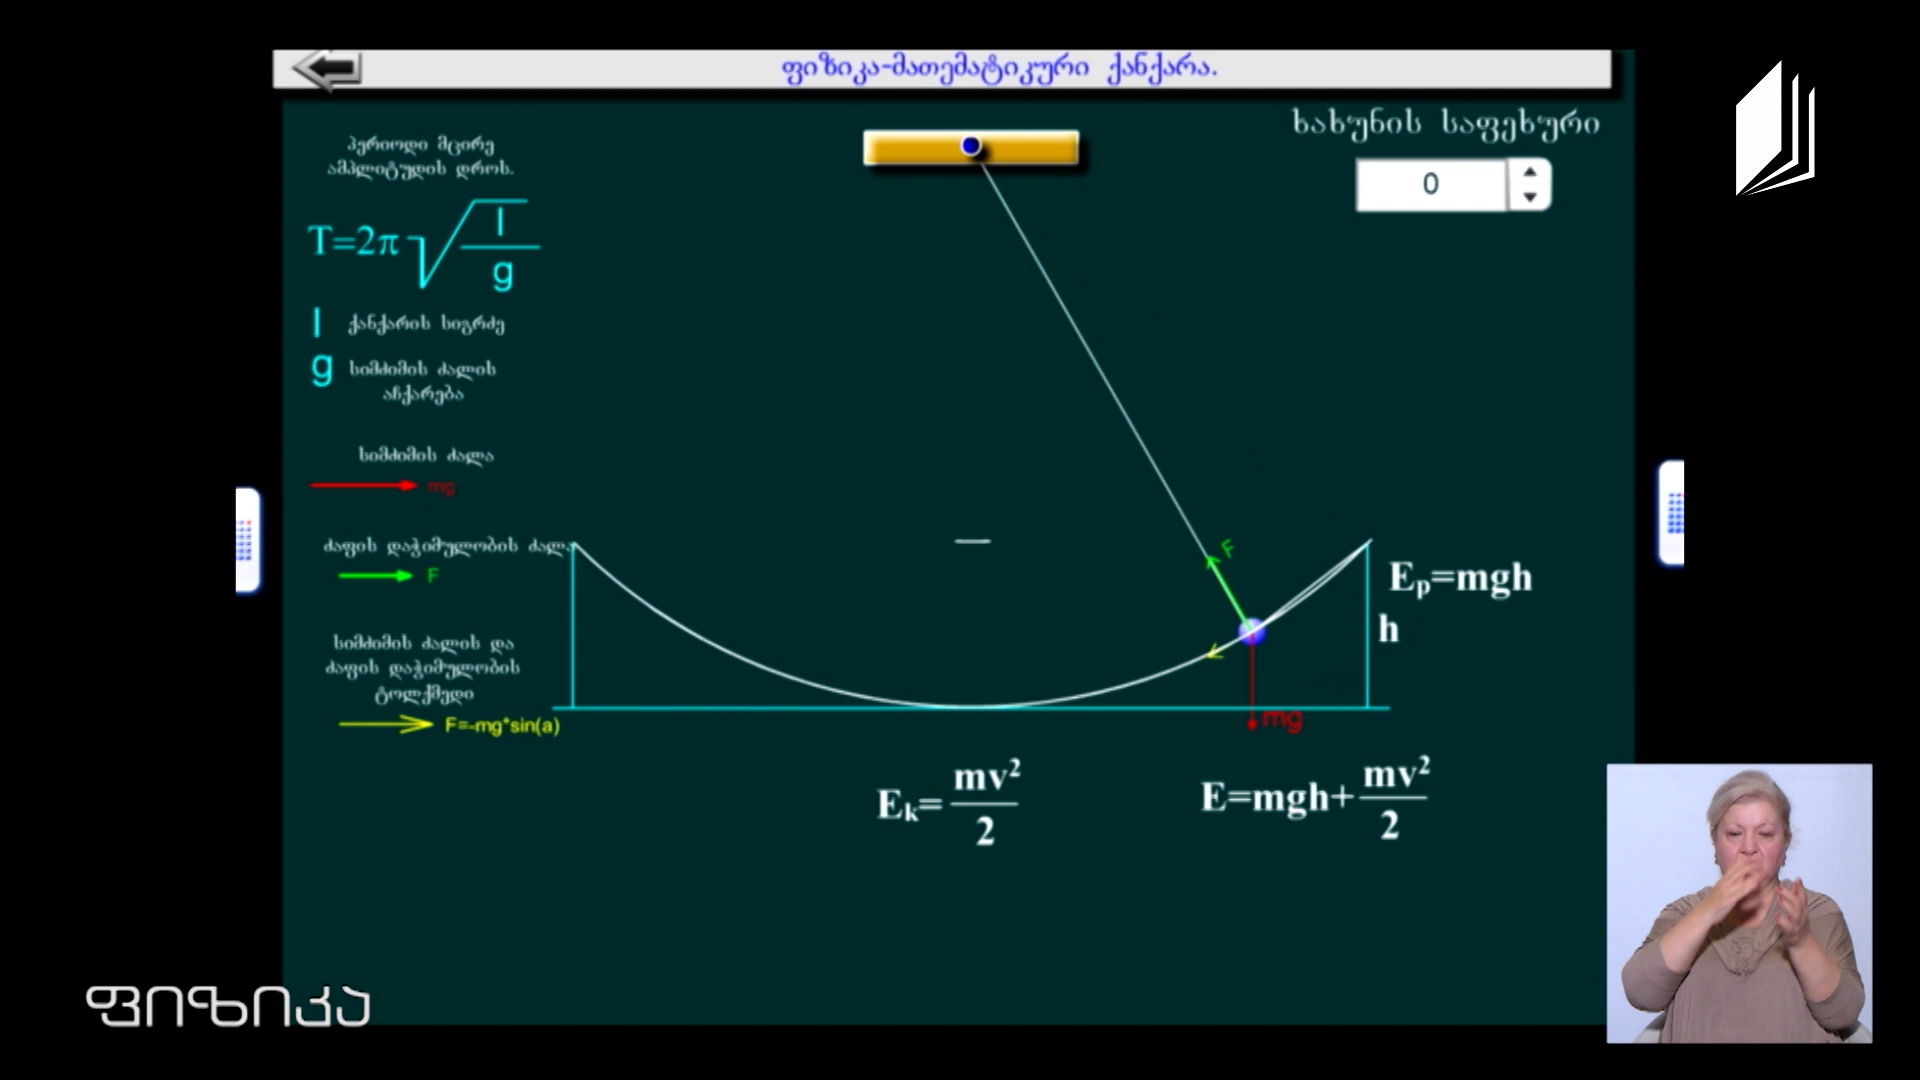 ფიზიკა-მათემატიკური ქანქარა.
ხახუნის საფეხური
0
პერიოდი მცირე
ამპლიტუდის დროს.
T=2π√l/g
l ქანქარის სიგრძე
g სიმძიმის ძალის
აჩქარება
სიმძიმის ძალა
mg
ძაფის დაჭიმულობის ძალა
F
სიმძიმის ძალის და
ძაფის დაჭიმულობის
ტოლქმედი
F=-mg*sin(a)
F
mg
Eₚ=mgh
h
Eₖ=mv²/2
E=mgh+mv²/2
ფიზიკა